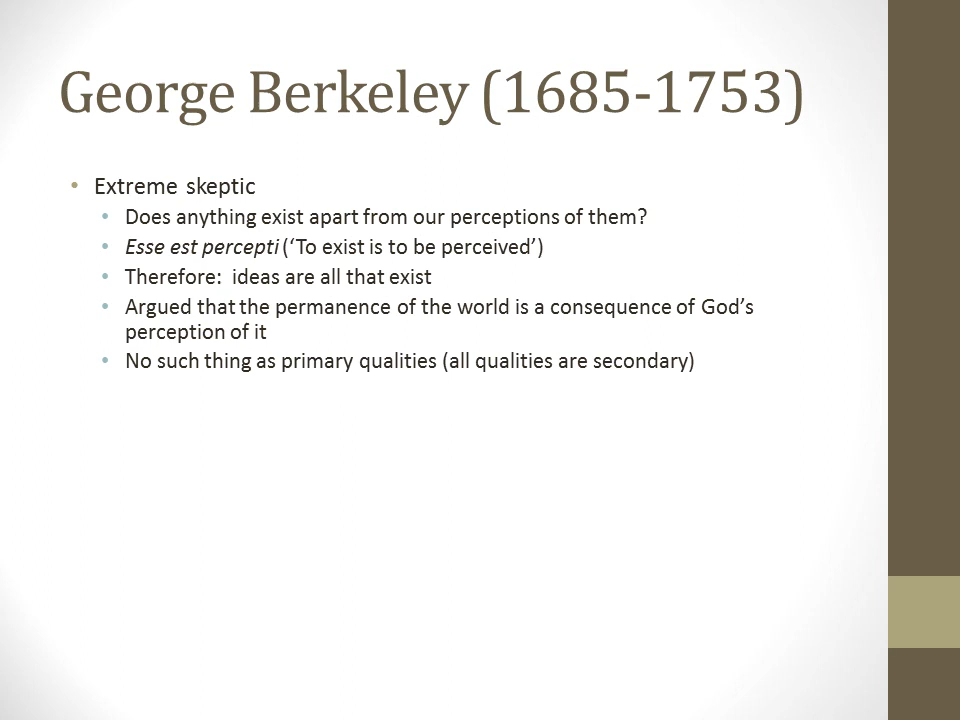 George Berkeley (1685-1753)
• Extreme skeptic
• Does anything exist apart from our perceptions of them?
• Esse est percepti (‘To exist is to be perceived’)
• Therefore:  ideas are all that exist
• Argued that the permanence of the world is a consequence of God’s
perception of it
• No such thing as primary qualities (all qualities are secondary)